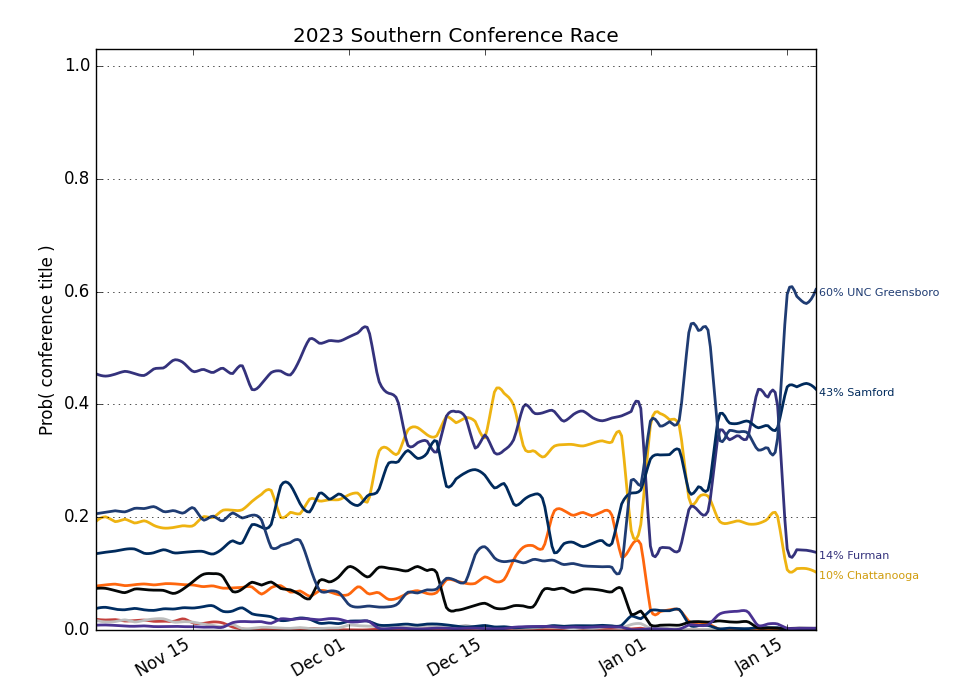 2023 Southern Conference Race
Prob( conference title )
1.0
0.8
0.6
0.4
0.2
0.0
60% UNC Greensboro
43% Samford
14% Furman
10% Chattanooga
Nov 15
Dec 01
Dec 15
Jan 01
Jan 15